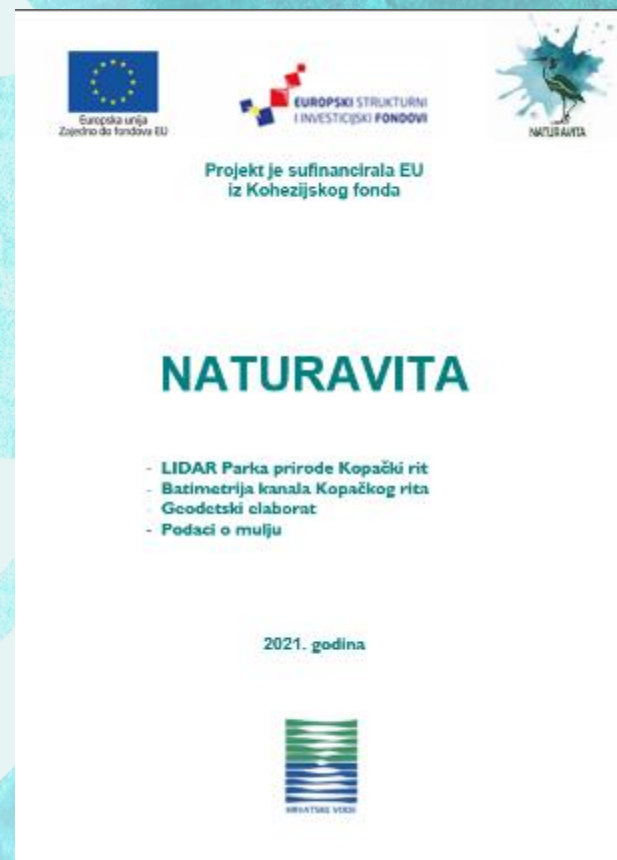 Europska unija
Zajedno do fondova EU
EUROPSKI STRUKTURNI
I INVESTICIJSKI FONDOVI
NATURAVITA
Projekt je sufinancirala EU
iz Kohezijskog fonda
NATURAVITA
- LIDAR Parka prirode Kopački rit
- Batimetrija kanala Kopačkog rita
- Geodetski elaborat
- Podaci o mulju
2021. godina
HRVATSKE VODE